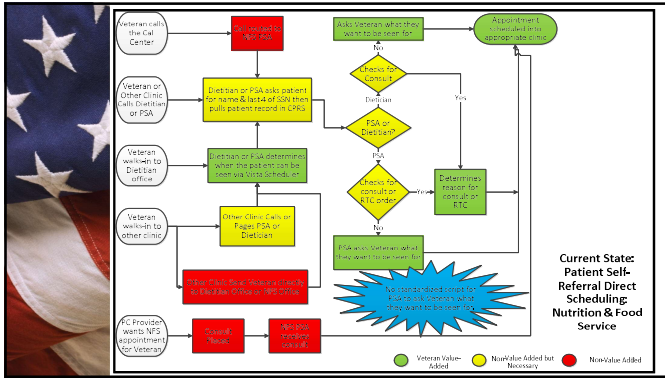 Veteran calls
the Cal
Center
Asks Veteran what they
want to be seen for
Appointment
scheduled into
appropriate clinic
No
Checks for
Consult
Veteran or
Other Clinic
Calls Dietitian
or PSA
Dietitian or PSA asks patient
for name & last 4 of SSN then
pulls patient record in CPRS
Yes
Dietician
PSA or
Dietitian?
Veteran
walks-in to
Dietitian
office
Dietitian or PSA determines
when the patient can be
seen via Vista Scheduler
PSA
Checks for
consult or
RTC order
Yes
Determines
reason for
consult or
RTC
Veteran
walks-in to
other clinic
Other Clinic Calls or
Pages PSA or
Dietitian
No
PSA asks Veteran what
they want to be seen for
No standardized script for
PSA to ask Veteran what
they want to be seen for
Current State:
Patient Self-
Referral Direct
Scheduling:
Nutrition & Food
Service
PC Provider
wants NFS
appointment
for Veteran
Consult
Veteran Value-
Added
Non-Value Added but
Necessary
Non-Value Added